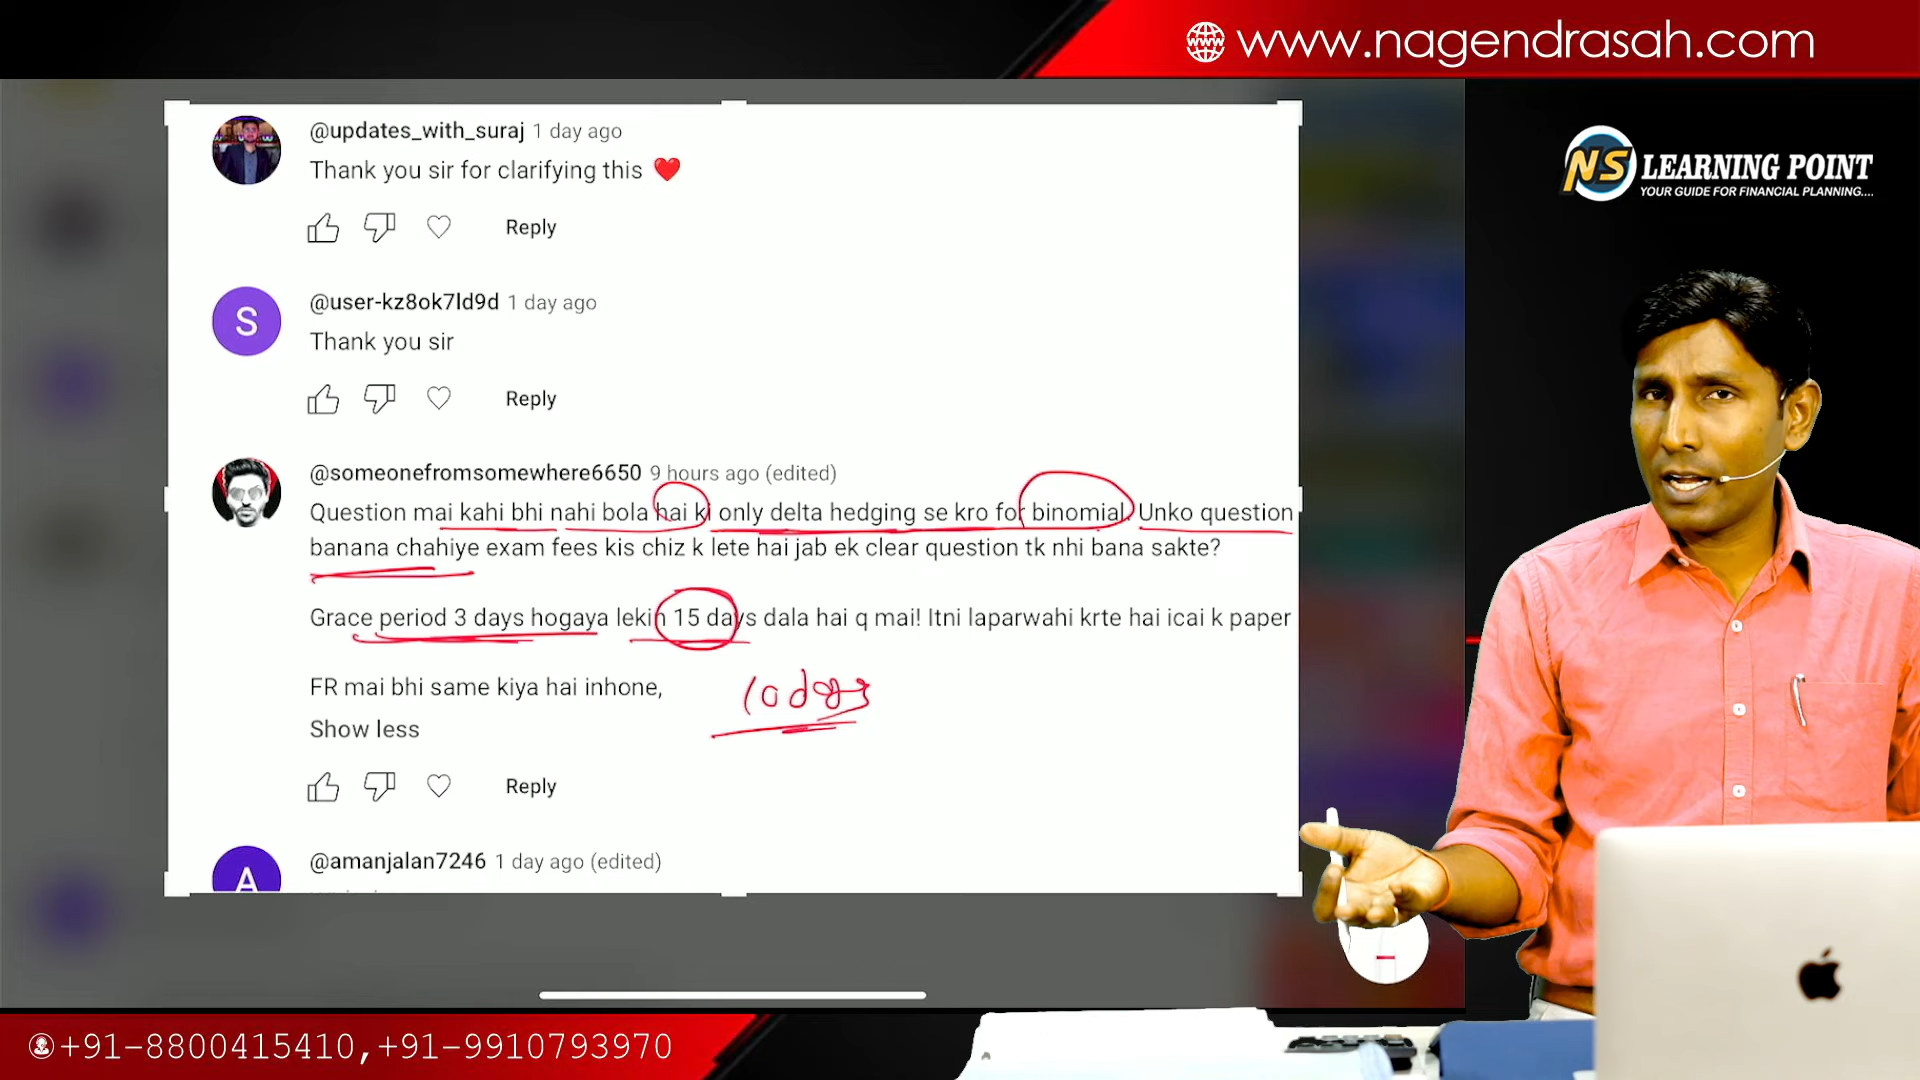 www.nagendrasah.com
NS LEARNING POINT
YOUR GUIDE FOR FINANCIAL PLANNING....
@updates_with_suraj 1 day ago
Thank you sir for clarifying this ❤️
Reply
S
@user-kz8ok7ld9d 1 day ago
Thank you sir
Reply
@someonefromsomewhere6650 9 hours ago (edited)
Question mai kahi bhi nahi bola hai ki only delta hedging se kro for binomial. Unko question
banana chahiye exam fees kis chiz k lete hai jab ek clear question tk nhi bana sakte?
Grace period 3 days hogaya lekin 15 days dala hai q mai! Itni laparwahi krte hai icai k paper
FR mai bhi same kiya hai inhone,
10 days
Show less
Reply
A
@amanjalan7246 1 day ago (edited)
+91-8800415410,+91-9910793970